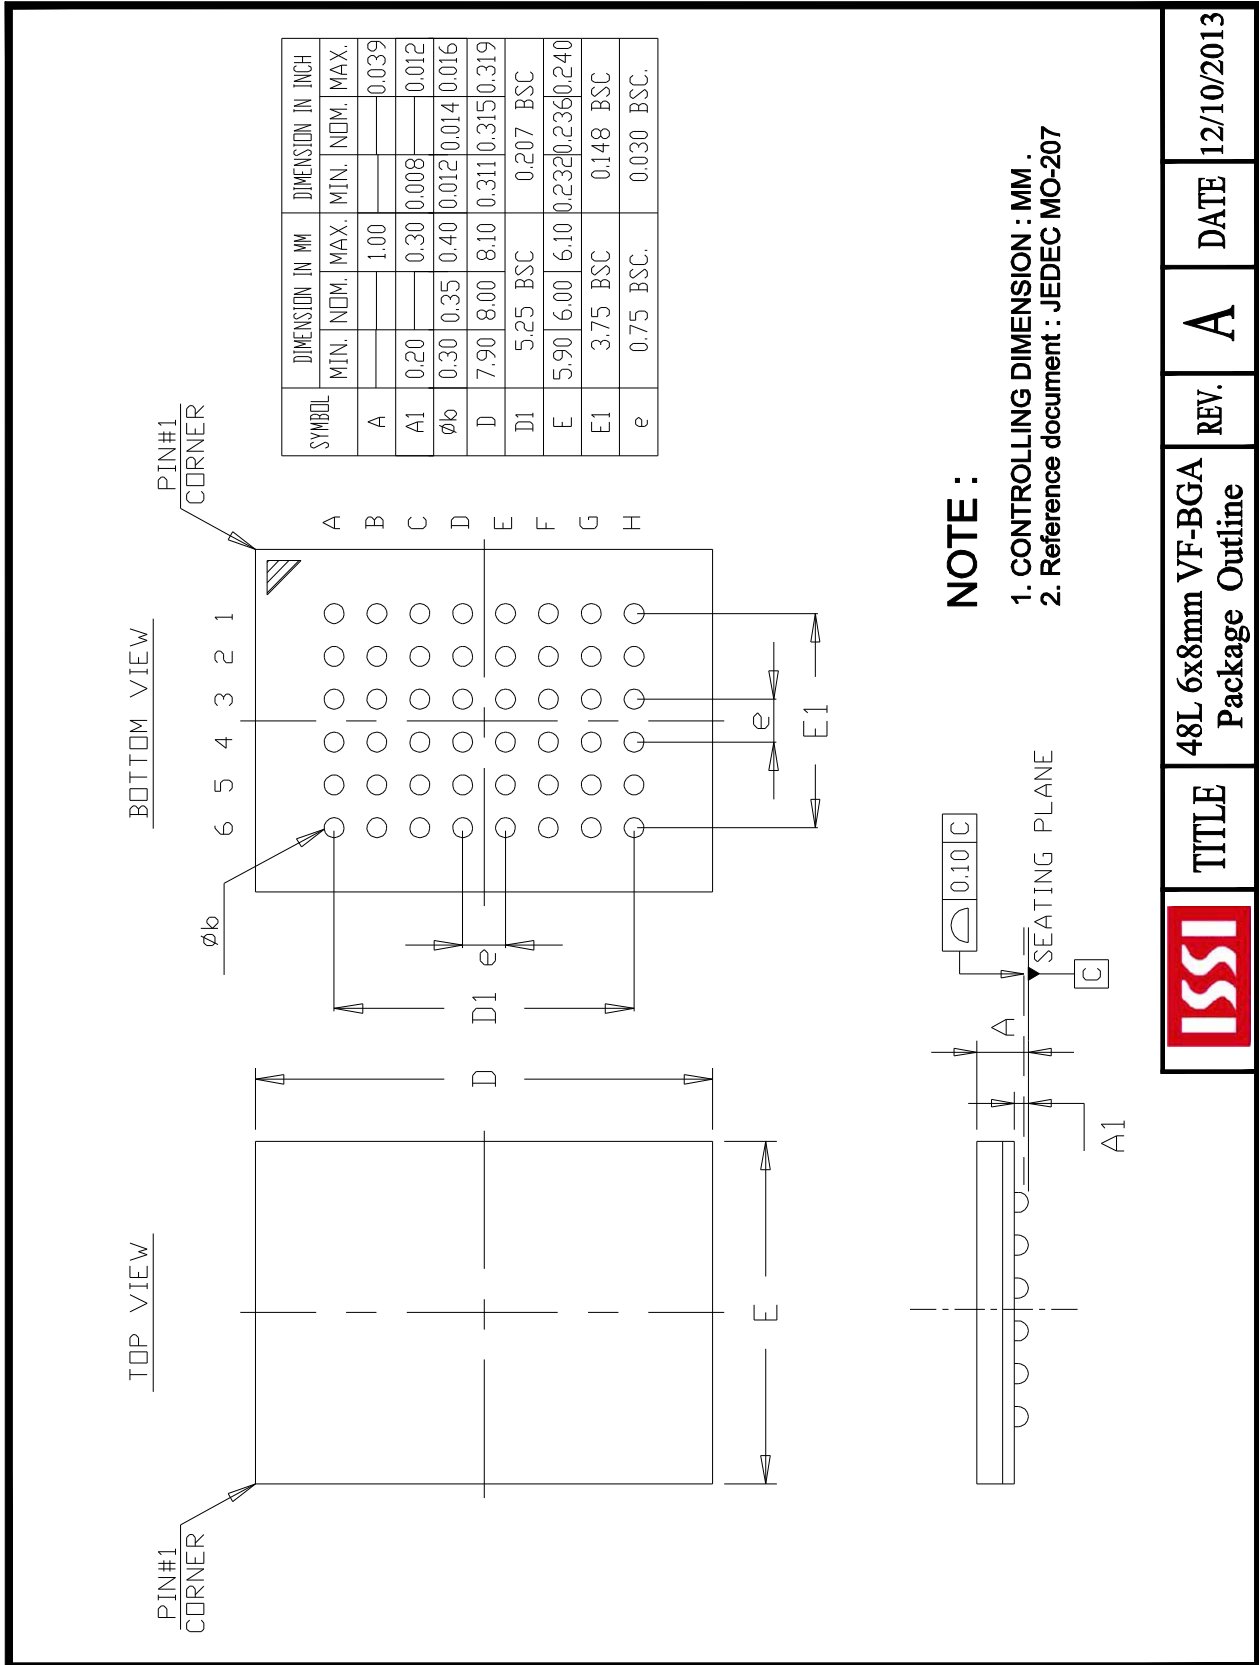 TOP VIEW
BOTTOM VIEW
PIN#1
CORNER
PIN#1
CORNER
Øb
6 5 4 3 2 1
A
B
C
D
E
F
G
H
D
D1
e
E
e
E1
SYMBOL DIMENSION IN MM DIMENSION IN INCH
MIN. NOM. MAX. MIN. NOM. MAX.
A 1.00 0.039
A1 0.20 0.30 0.008 0.012
Øb 0.30 0.35 0.40 0.012 0.014 0.016
D 7.90 8.00 8.10 0.311 0.315 0.319
D1 5.25 BSC 0.207 BSC
E 5.90 6.00 6.10 0.232 0.236 0.240
E1 3.75 BSC 0.148 BSC
e 0.75 BSC. 0.030 BSC.
0.10 C
A
SEATING PLANE
C
A1
NOTE :
1. CONTROLLING DIMENSION : MM .
2. Reference document : JEDEC MO-207
ISSI
TITLE
48L 6x8mm VF-BGA
Package Outline
REV.
A
DATE
12/10/2013